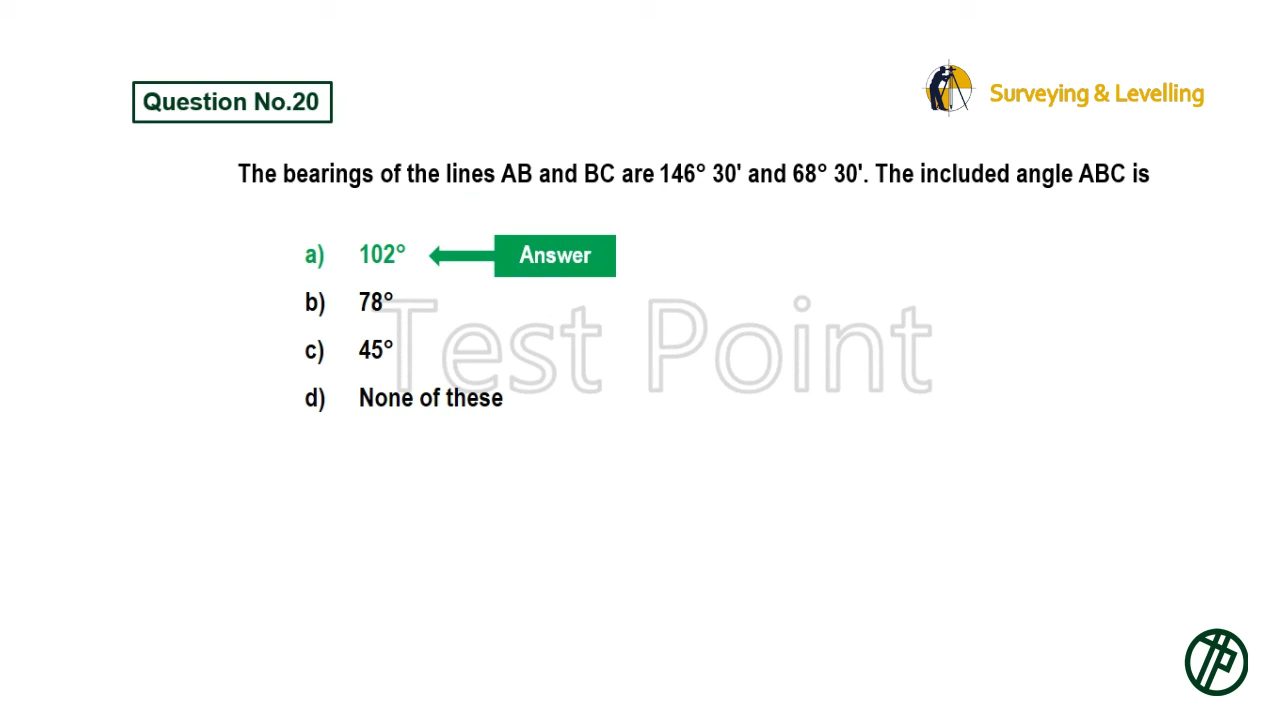 Question No.20
Surveying & Levelling
The bearings of the lines AB and BC are 146° 30' and 68° 30'. The included angle ABC is
a) 102° Answer
b) 78°
c) 45°
d) None of these
Test Point